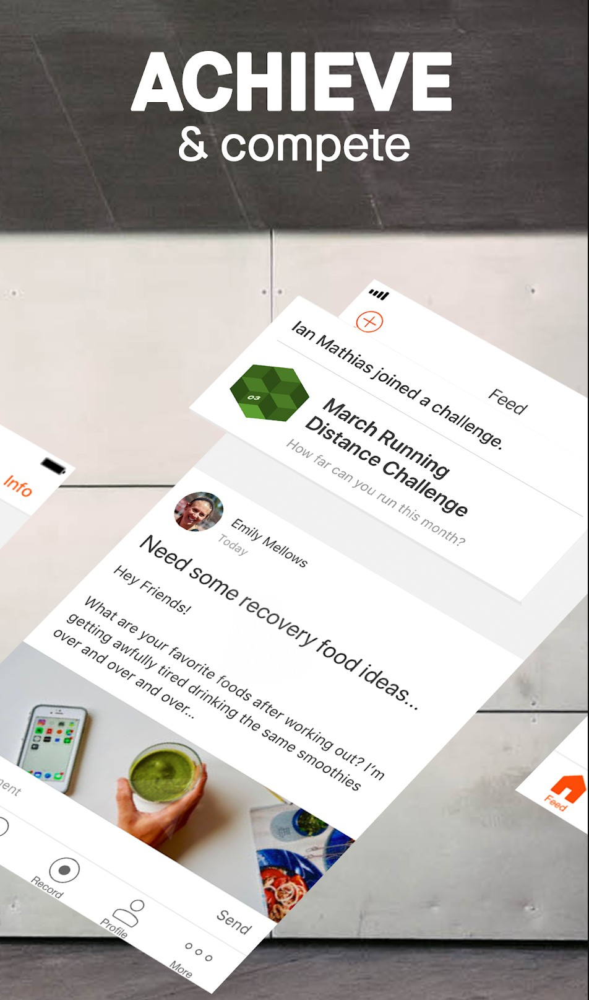 ACHIEVE
& compete
Feed
Ian Mathias joined a challenge.
03
March Running
Distance Challenge
How far can you run this month?
Info
Emily Mellows
Today
Need some recovery food ideas...
Hey Friends!
What are your favorite foods after working out? I'm
getting awfully tired drinking the same smoothies
over and over and over...
Send
Record
Profile
More
Feed